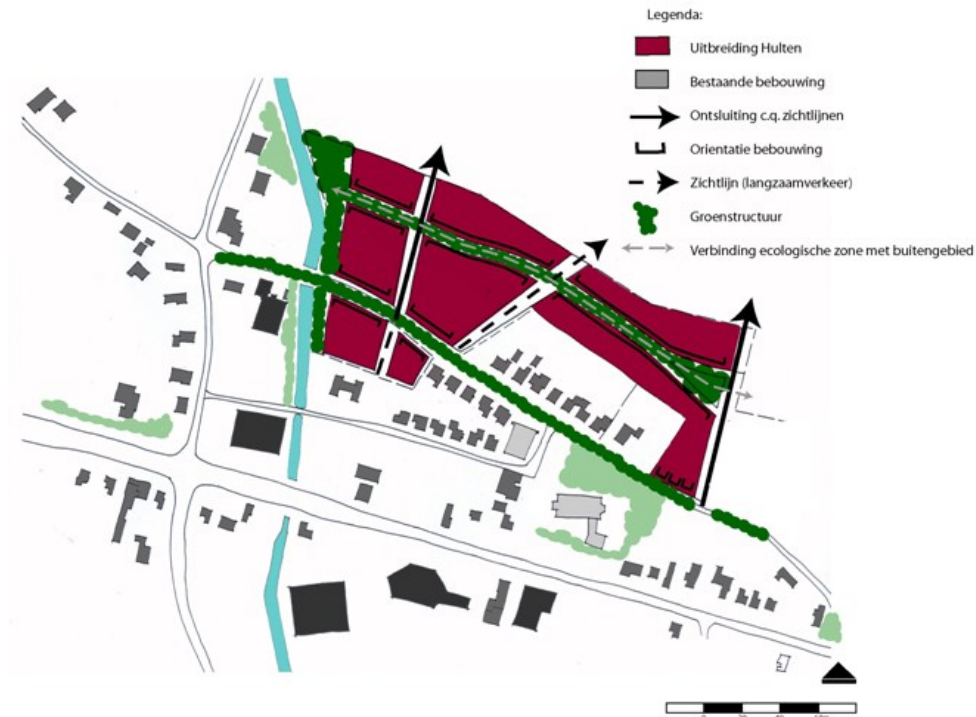 Legenda:
Uitbreiding Hulten
Bestaande bebouwing
Ontsluiting c.q. zichtlijnen
Orientatie bebouwing
Zichtlijn (langzaamverkeer)
Groenstructuur
Verbinding ecologische zone met buitengebied